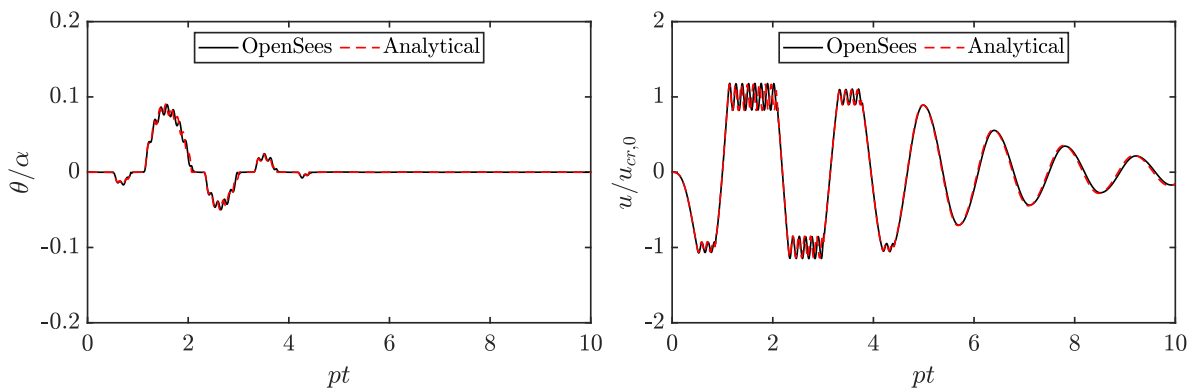 0.2
0.1
0
-0.1
-0.2
θ/α
OpenSees Analytical
0 2 4 6 8 10
pt
2
1
0
-1
-2
u/u_{cr,0}
OpenSees Analytical
0 2 4 6 8 10
pt